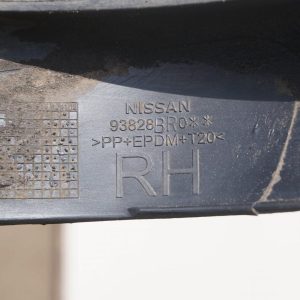 NISSAN
93828BR0**
>PP+EPDM+T20<
RH